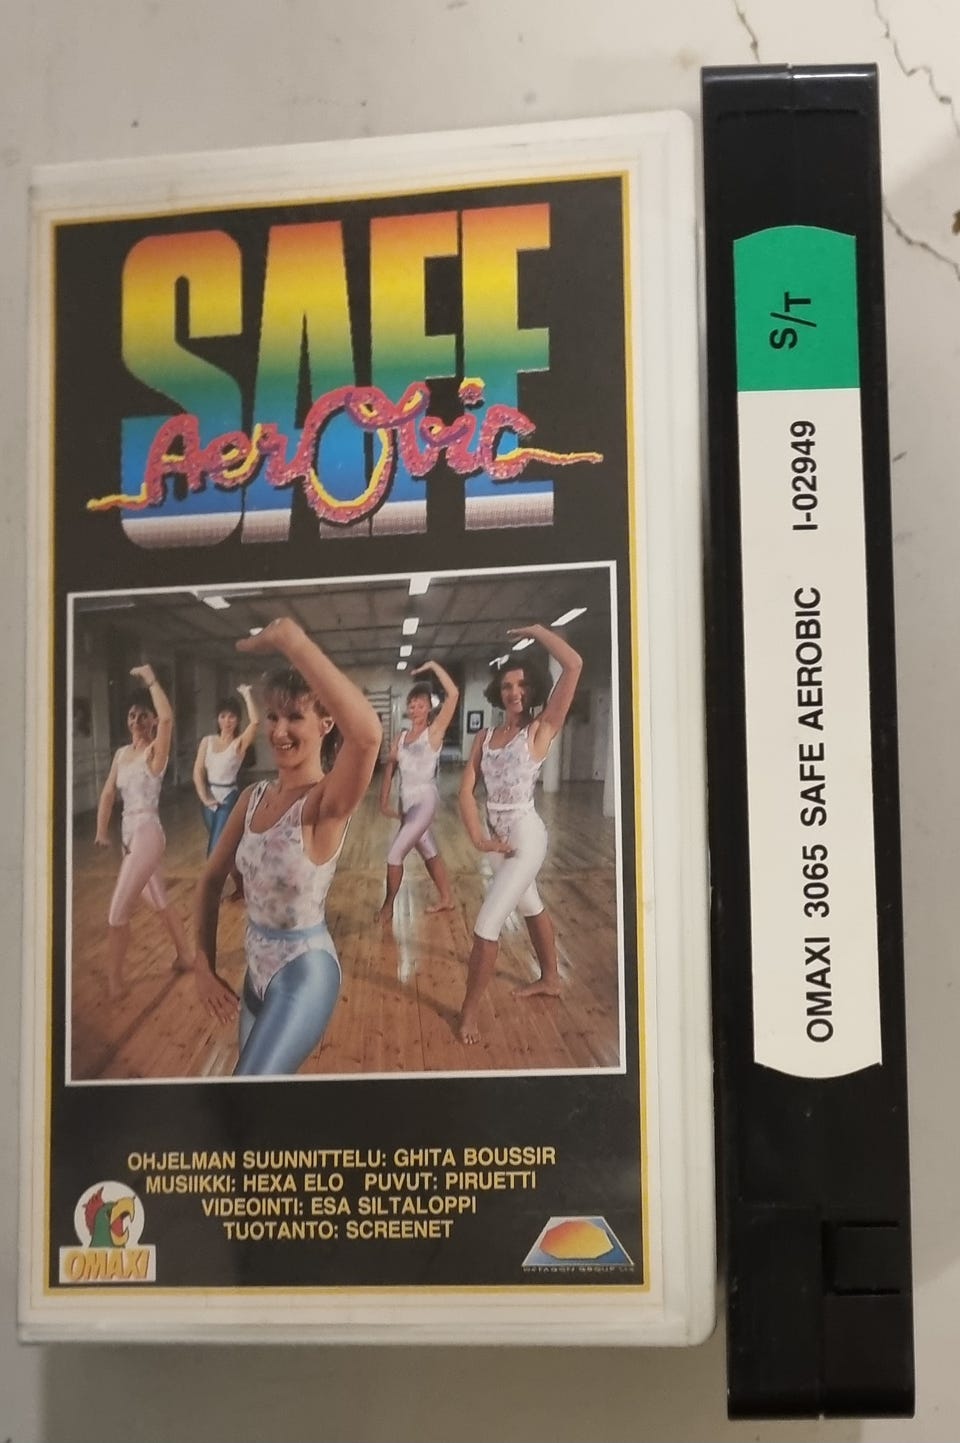 SAFE
AerObic
OHJELMAN SUUNNITTELU: GHITA BOUSSIR
MUSIIKKI: HEXA ELO PUVUT: PIRUETTI
VIDEOINTI: ESA SILTALOPPI
TUOTANTO: SCREENET
OMAXI
GROUP
S/T
OMAXI 3065 SAFE AEROBIC I-02949